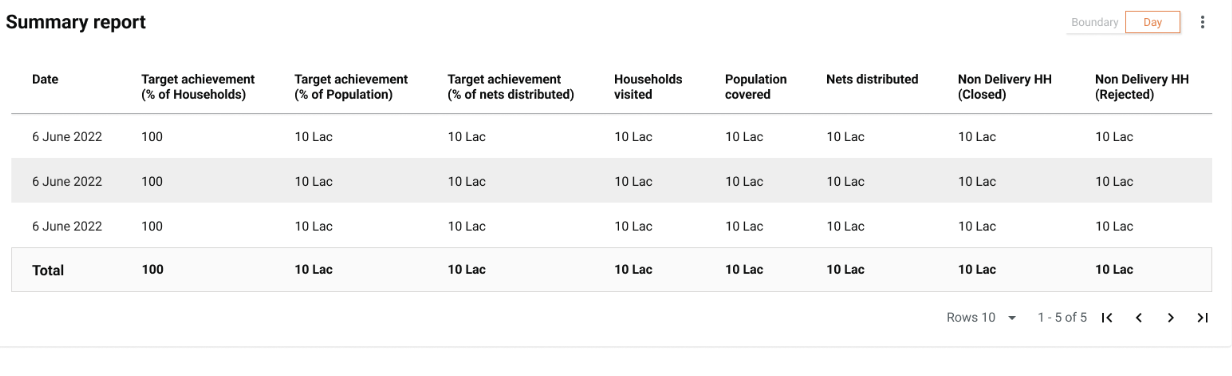 Summary report
Boundary Day
Date Target achievement (% of Households) Target achievement (% of Population) Target achievement (% of nets distributed) Households visited Population covered Nets distributed Non Delivery HH (Closed) Non Delivery HH (Rejected)
6 June 2022 100 10 Lac 10 Lac 10 Lac 10 Lac 10 Lac 10 Lac 10 Lac
6 June 2022 100 10 Lac 10 Lac 10 Lac 10 Lac 10 Lac 10 Lac 10 Lac
6 June 2022 100 10 Lac 10 Lac 10 Lac 10 Lac 10 Lac 10 Lac 10 Lac
Total 100 10 Lac 10 Lac 10 Lac 10 Lac 10 Lac 10 Lac 10 Lac
Rows 10 1 - 5 of 5